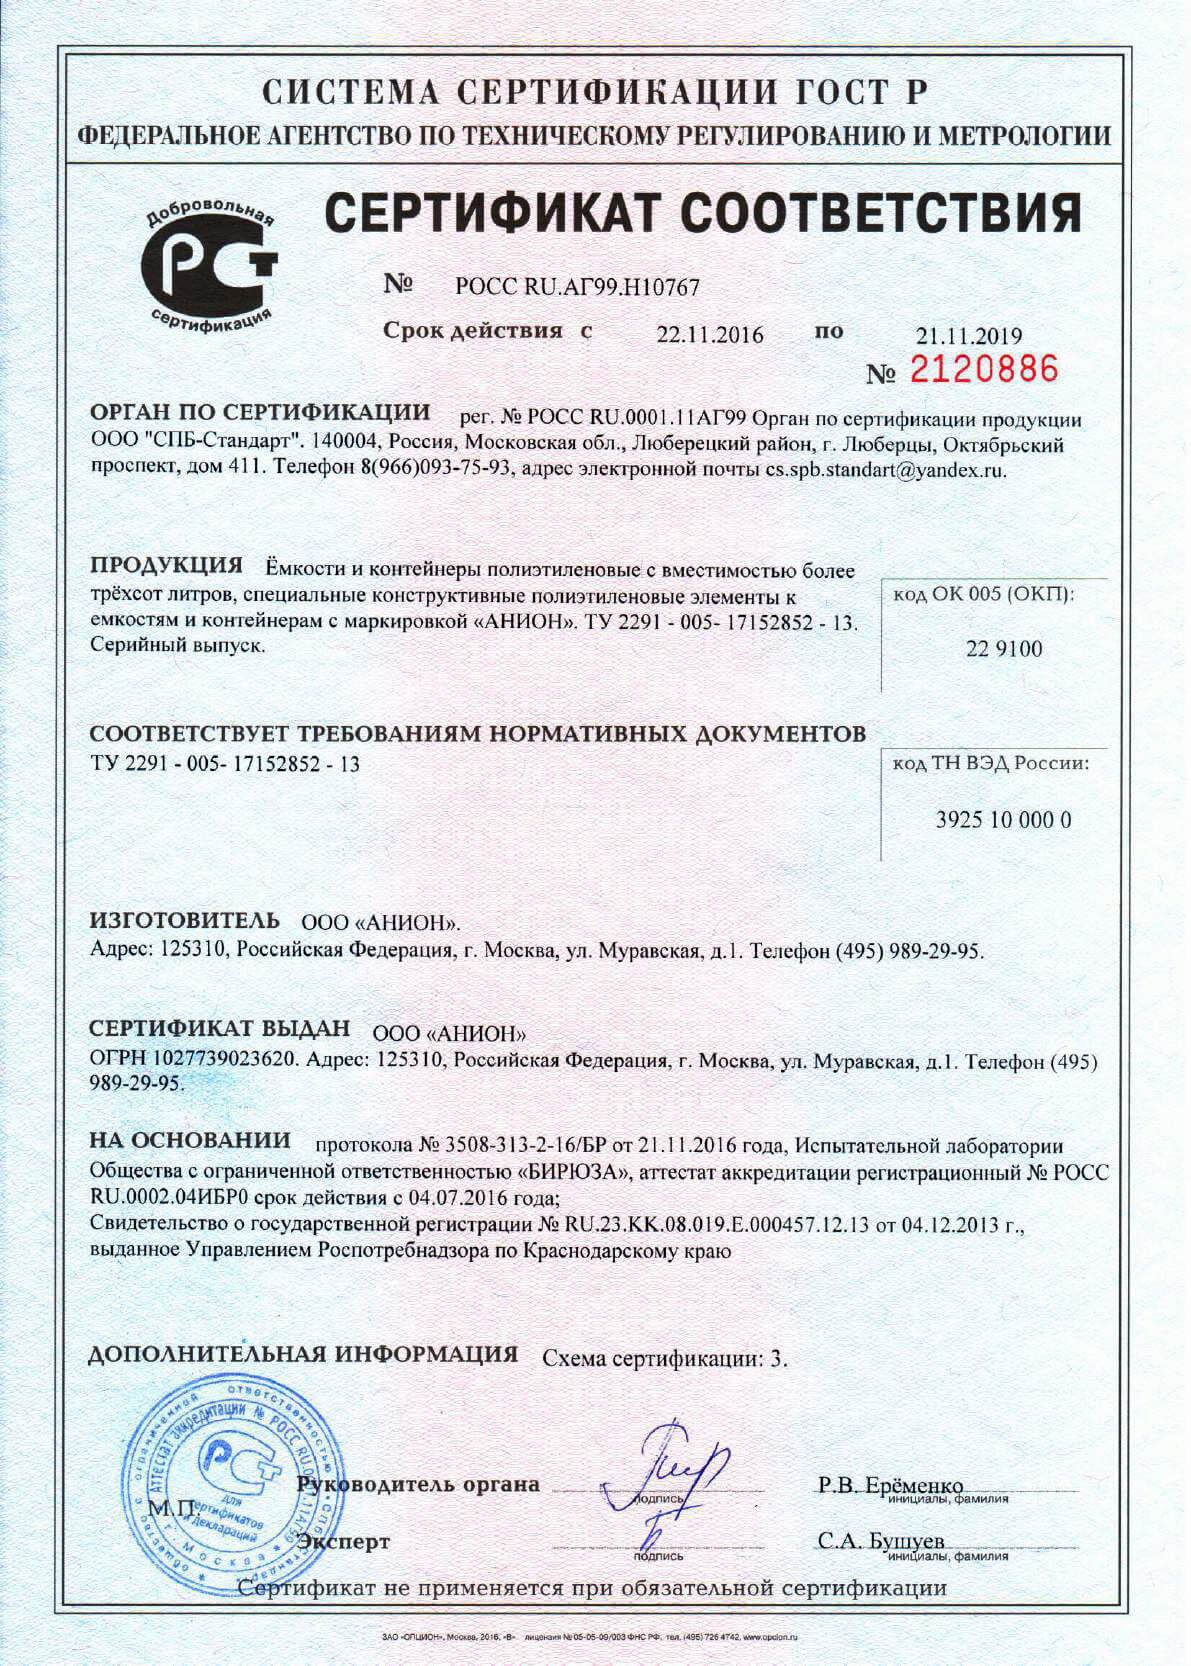 СИСТЕМА СЕРТИФИКАЦИИ ГОСТ Р
ФЕДЕРАЛЬНОЕ АГЕНТСТВО ПО ТЕХНИЧЕСКОМУ РЕГУЛИРОВАНИЮ И МЕТРОЛОГИИ
Добровольная
сертификация
СЕРТИФИКАТ СООТВЕТСТВИЯ
№ РОСС RU.АГ99.Н10767
Срок действия с 22.11.2016 по 21.11.2019
№ 2120886
ОРГАН ПО СЕРТИФИКАЦИИ рег. № РОСС RU.0001.11АГ99 Орган по сертификации продукции
ООО "СПБ-Стандарт". 140004, Россия, Московская обл., Люберецкий район, г. Люберцы, Октябрьский
проспект, дом 411. Телефон 8(966)093-75-93, адрес электронной почты cs.spb.standart@yandex.ru.
ПРОДУКЦИЯ Ёмкости и контейнеры полиэтиленовые с вместимостью более
трёхсот литров, специальные конструктивные полиэтиленовые элементы к
емкостям и контейнерам с маркировкой «АНИОН». ТУ 2291 - 005- 17152852 - 13.
Серийный выпуск.
код ОК 005 (ОКП):
22 9100
СООТВЕТСТВУЕТ ТРЕБОВАНИЯМ НОРМАТИВНЫХ ДОКУМЕНТОВ
ТУ 2291 - 005- 17152852 - 13
код ТН ВЭД России:
3925 10 000 0
ИЗГОТОВИТЕЛЬ ООО «АНИОН».
Адрес: 125310, Российская Федерация, г. Москва, ул. Муравская, д.1. Телефон (495) 989-29-95.
СЕРТИФИКАТ ВЫДАН ООО «АНИОН»
ОГРН 1027739023620. Адрес: 125310, Российская Федерация, г. Москва, ул. Муравская, д.1. Телефон (495)
989-29-95.
НА ОСНОВАНИИ протокола № 3508-313-2-16/БР от 21.11.2016 года, Испытательной лаборатории
Общества с ограниченной ответственностью «БИРЮЗА», аттестат аккредитации регистрационный № РОСС
RU.0002.04ИБР0 срок действия с 04.07.2016 года;
Свидетельство о государственной регистрации № RU.23.КК.08.019.Е.000457.12.13 от 04.12.2013 г.,
выданное Управлением Роспотребнадзора по Краснодарскому краю
ДОПОЛНИТЕЛЬНАЯ ИНФОРМАЦИЯ Схема сертификации: 3.
общество с ограниченной ответственностью
Аттестат аккредитации № РОСС RU.0001.11АГ99
для
сертификатов
и деклараций
г. Москва
М.П.
Руководитель органа
подпись
Р.В. Ерёменко
инициалы, фамилия
Эксперт
подпись
С.А. Бушуев
инициалы, фамилия
Сертификат не применяется при обязательной сертификации
ЗАО «ОПЦИОН», Москва, 2016, «В». лицензия № 05-05-09/003 ФНС РФ, тел. (495) 726 4742, www.opcion.ru